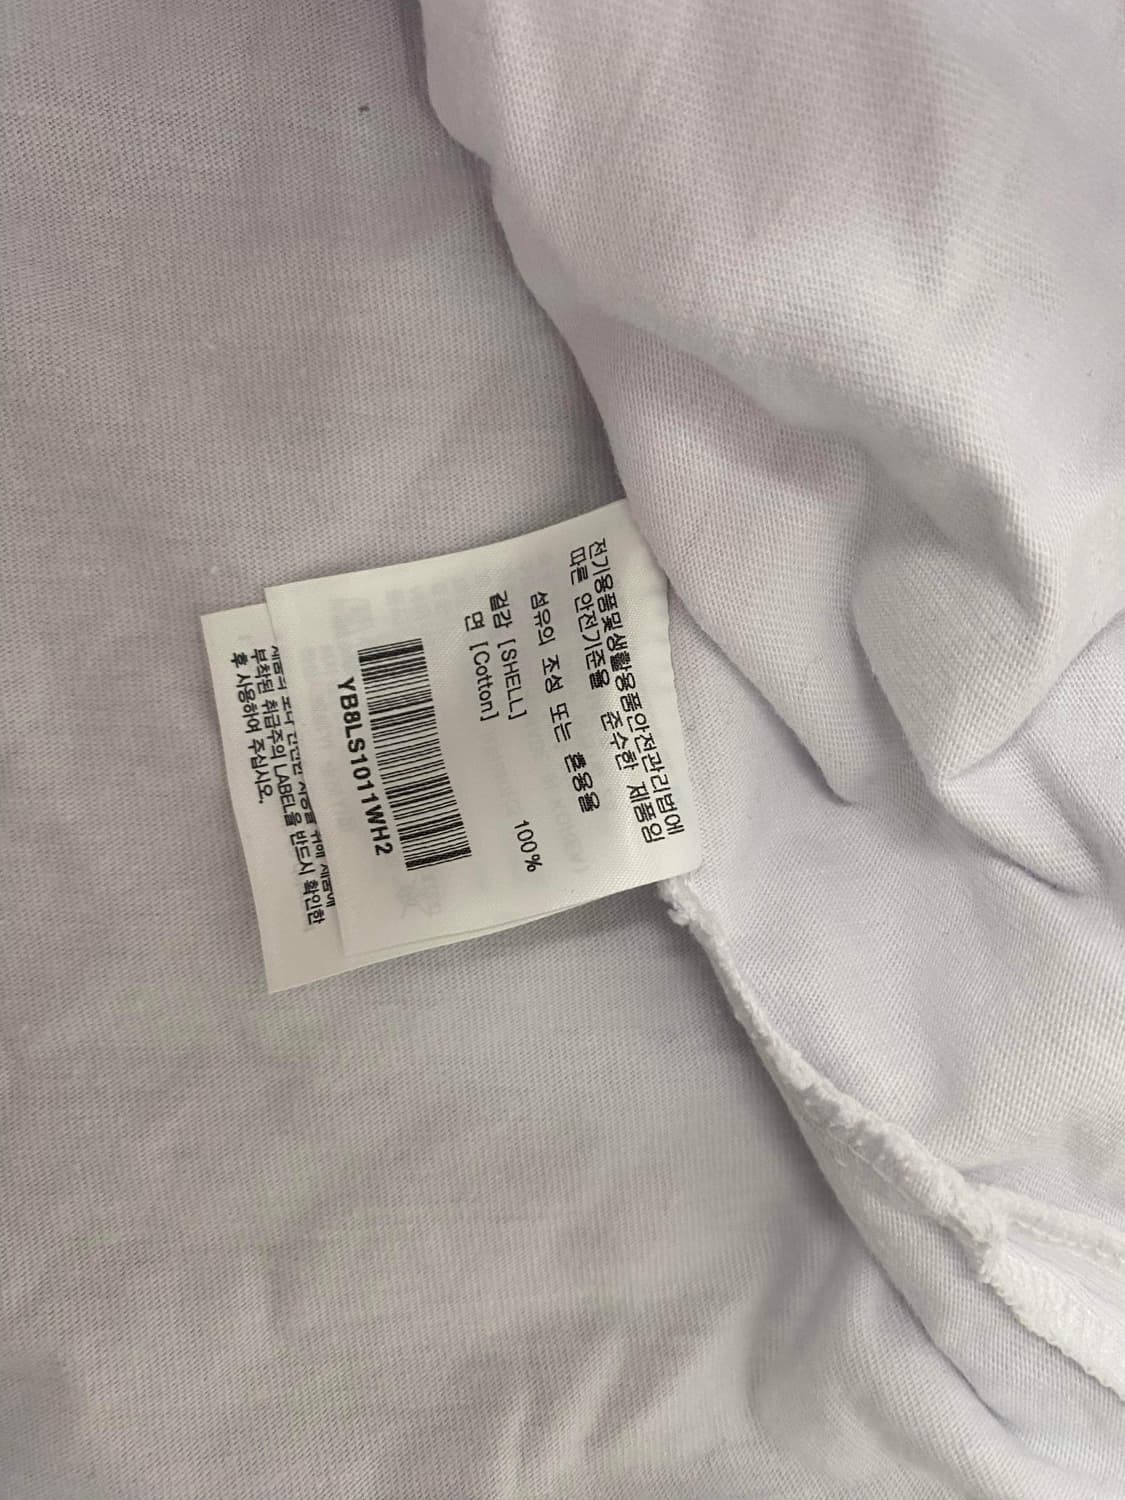 전기용품및생활용품안전관리법에
따른 안전기준을 준수한 제품임
섬유의 조성 또는 혼용율
겉감 [SHELL]
면 [Cotton] 100%
YB8LS1011WH2
부착된 취급주의 LABEL을 반드시 확인한
후 사용하여 주십시오.